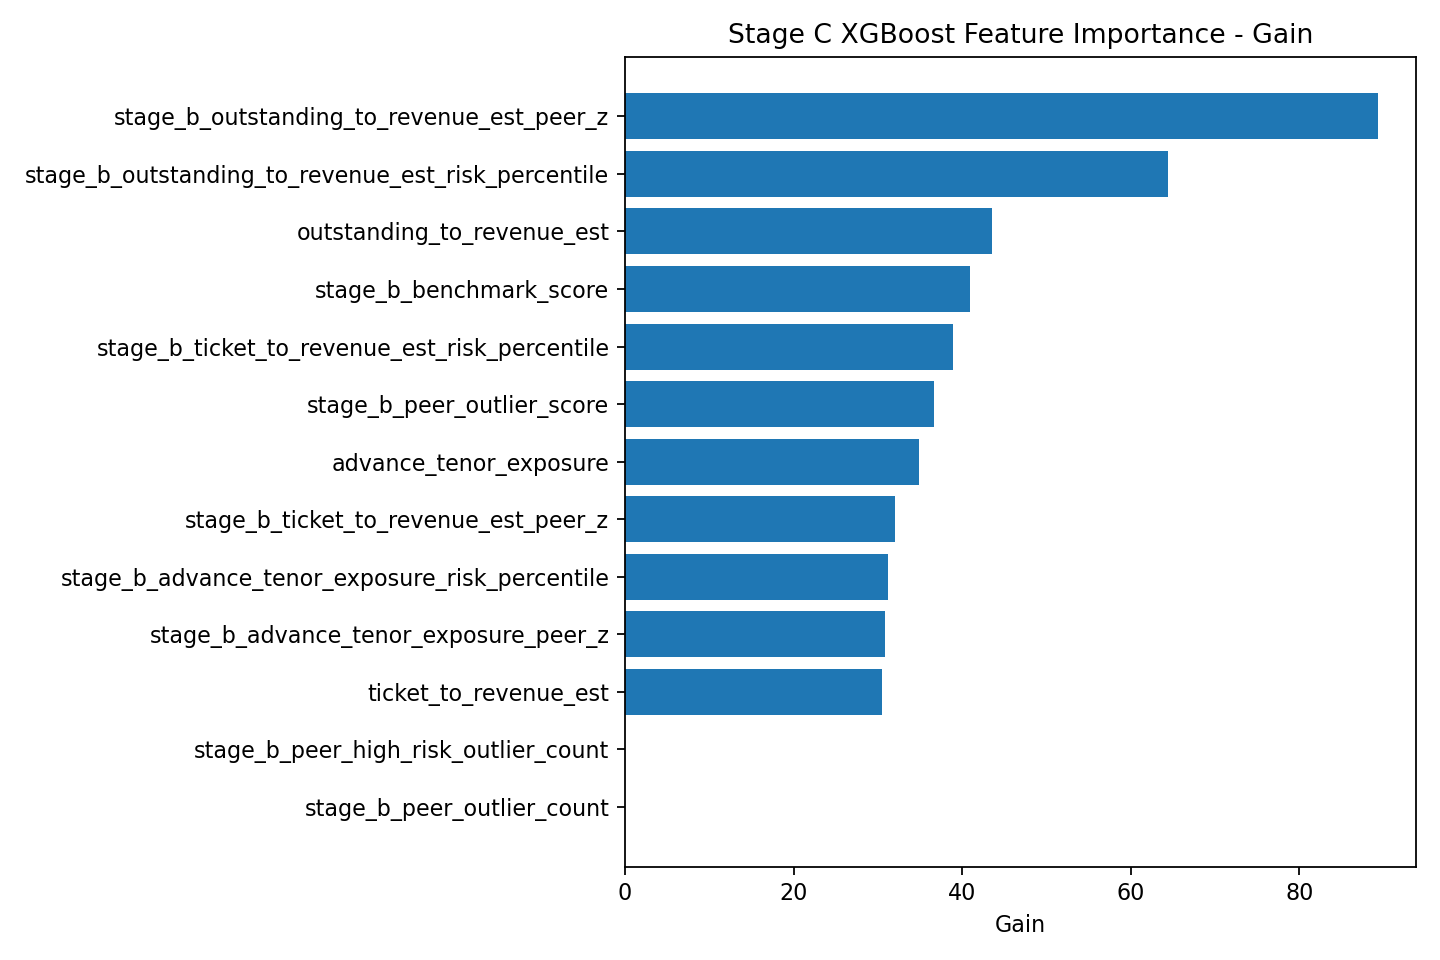 Stage C XGBoost Feature Importance - Gain
stage_b_outstanding_to_revenue_est_peer_z
stage_b_outstanding_to_revenue_est_risk_percentile
outstanding_to_revenue_est
stage_b_benchmark_score
stage_b_ticket_to_revenue_est_risk_percentile
stage_b_peer_outlier_score
advance_tenor_exposure
stage_b_ticket_to_revenue_est_peer_z
stage_b_advance_tenor_exposure_risk_percentile
stage_b_advance_tenor_exposure_peer_z
ticket_to_revenue_est
stage_b_peer_high_risk_outlier_count
stage_b_peer_outlier_count
0 20 40 60 80
Gain